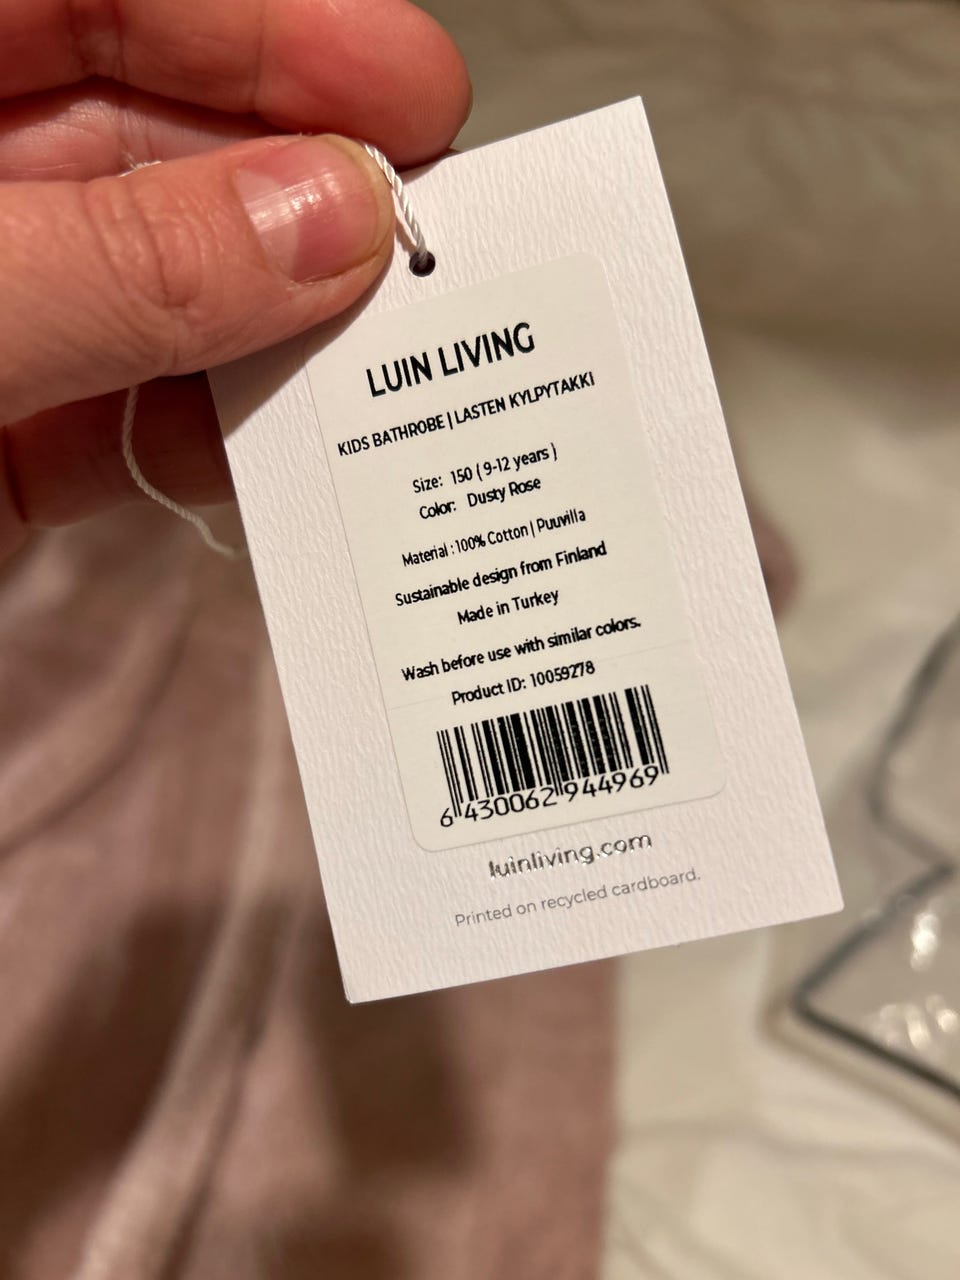 LUIN LIVING
KIDS BATHROBE | LASTEN KYLPYTAKKI
Size: 150 ( 9-12 years )
Color: Dusty Rose
Material : 100% Cotton | Puuvilla
Sustainable design from Finland
Made in Turkey
Wash before use with similar colors.
Product ID: 10059278
6 430062 944969
luinliving.com
Printed on recycled cardboard.